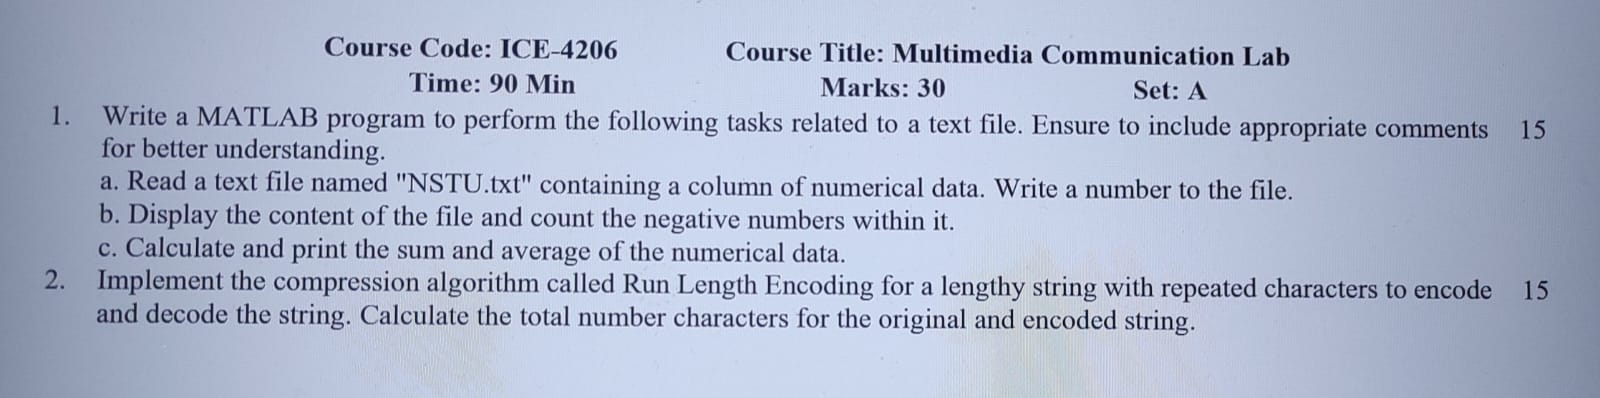 Course Code: ICE-4206 Course Title: Multimedia Communication Lab
Time: 90 Min Marks: 30 Set: A
1. Write a MATLAB program to perform the following tasks related to a text file. Ensure to include appropriate comments 15
for better understanding.
a. Read a text file named "NSTU.txt" containing a column of numerical data. Write a number to the file.
b. Display the content of the file and count the negative numbers within it.
c. Calculate and print the sum and average of the numerical data.
2. Implement the compression algorithm called Run Length Encoding for a lengthy string with repeated characters to encode 15
and decode the string. Calculate the total number characters for the original and encoded string.